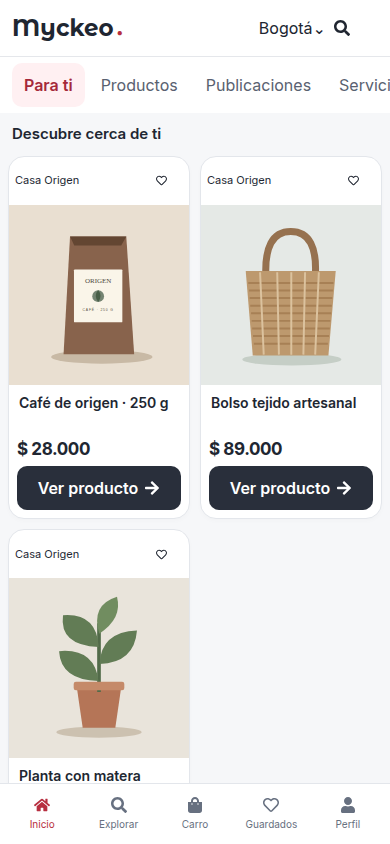 myckeo.
Bogotá
Para ti Productos Publicaciones Servici
Descubre cerca de ti
Casa Origen
ORIGEN
CAFÉ · 250 G
Café de origen · 250 g
$ 28.000
Ver producto
Casa Origen
Bolso tejido artesanal
$ 89.000
Ver producto
Casa Origen
Planta con matera
Inicio Explorar Carro Guardados Perfil